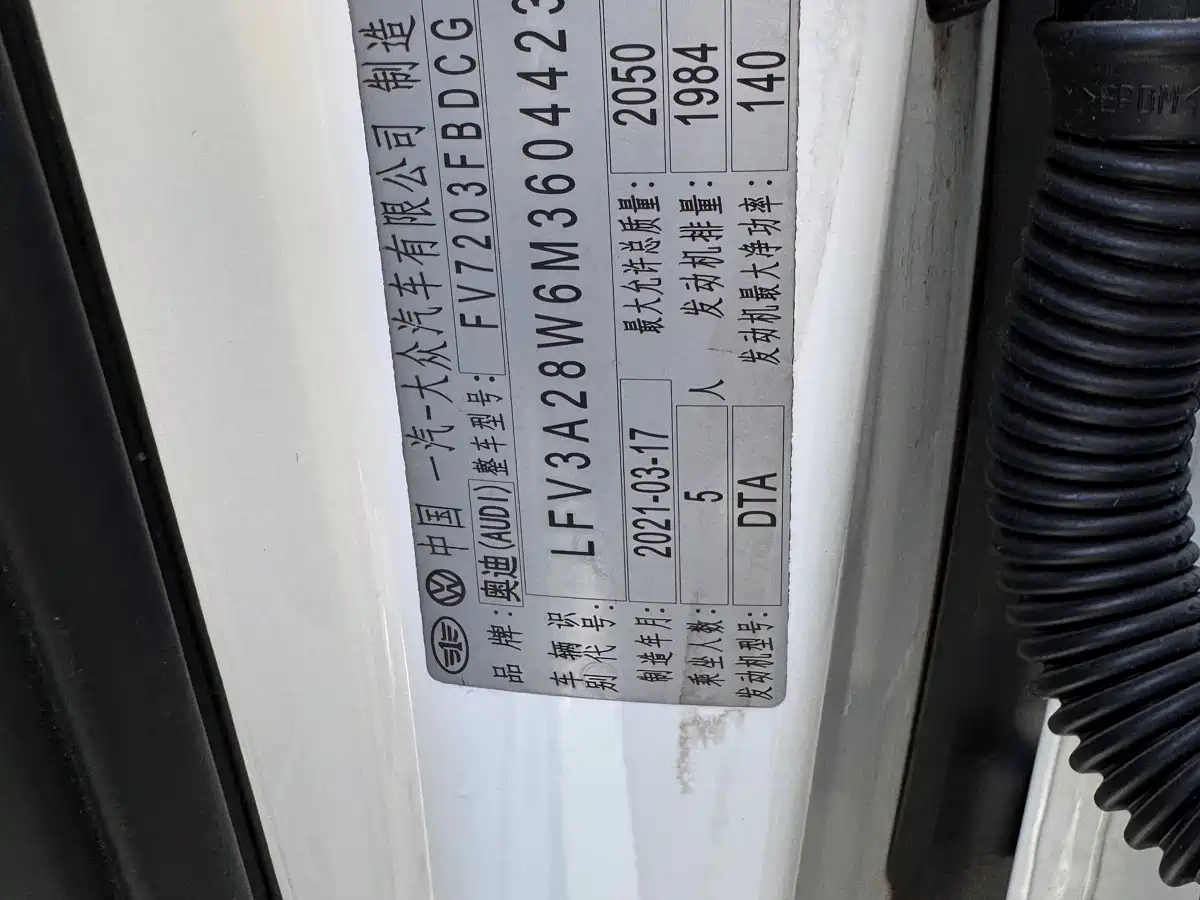 中国 一汽-大众汽车有限公司 制造
品牌: 奥迪(AUDI) 整车型号: FV7203FBDCG
车辆识别代号: LFV3A28W6M3604423
制造年月: 2021-03-17 最大允许总质量: 2050
乘坐人数: 5 人 发动机排量: 1984
发动机型号: DTA 发动机最大净功率: 140
>EPDM<